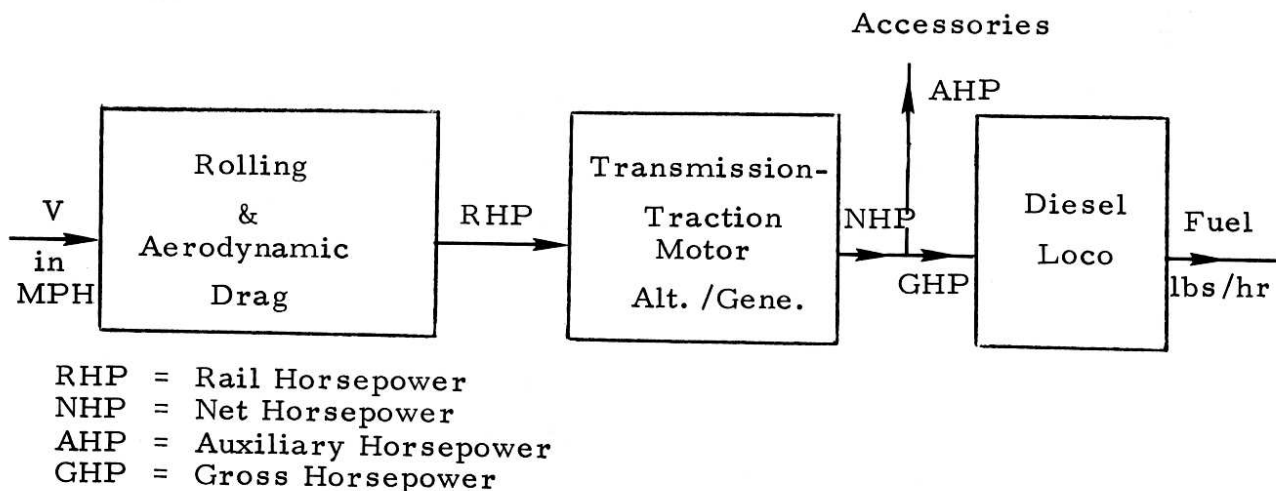 Accessories
AHP
V
in
MPH
Rolling
&
Aerodynamic
Drag
RHP
Transmission-
Traction
Motor
Alt. /Gene.
NHP
GHP
Diesel
Loco
Fuel
lbs/hr
RHP = Rail Horsepower
NHP = Net Horsepower
AHP = Auxiliary Horsepower
GHP = Gross Horsepower